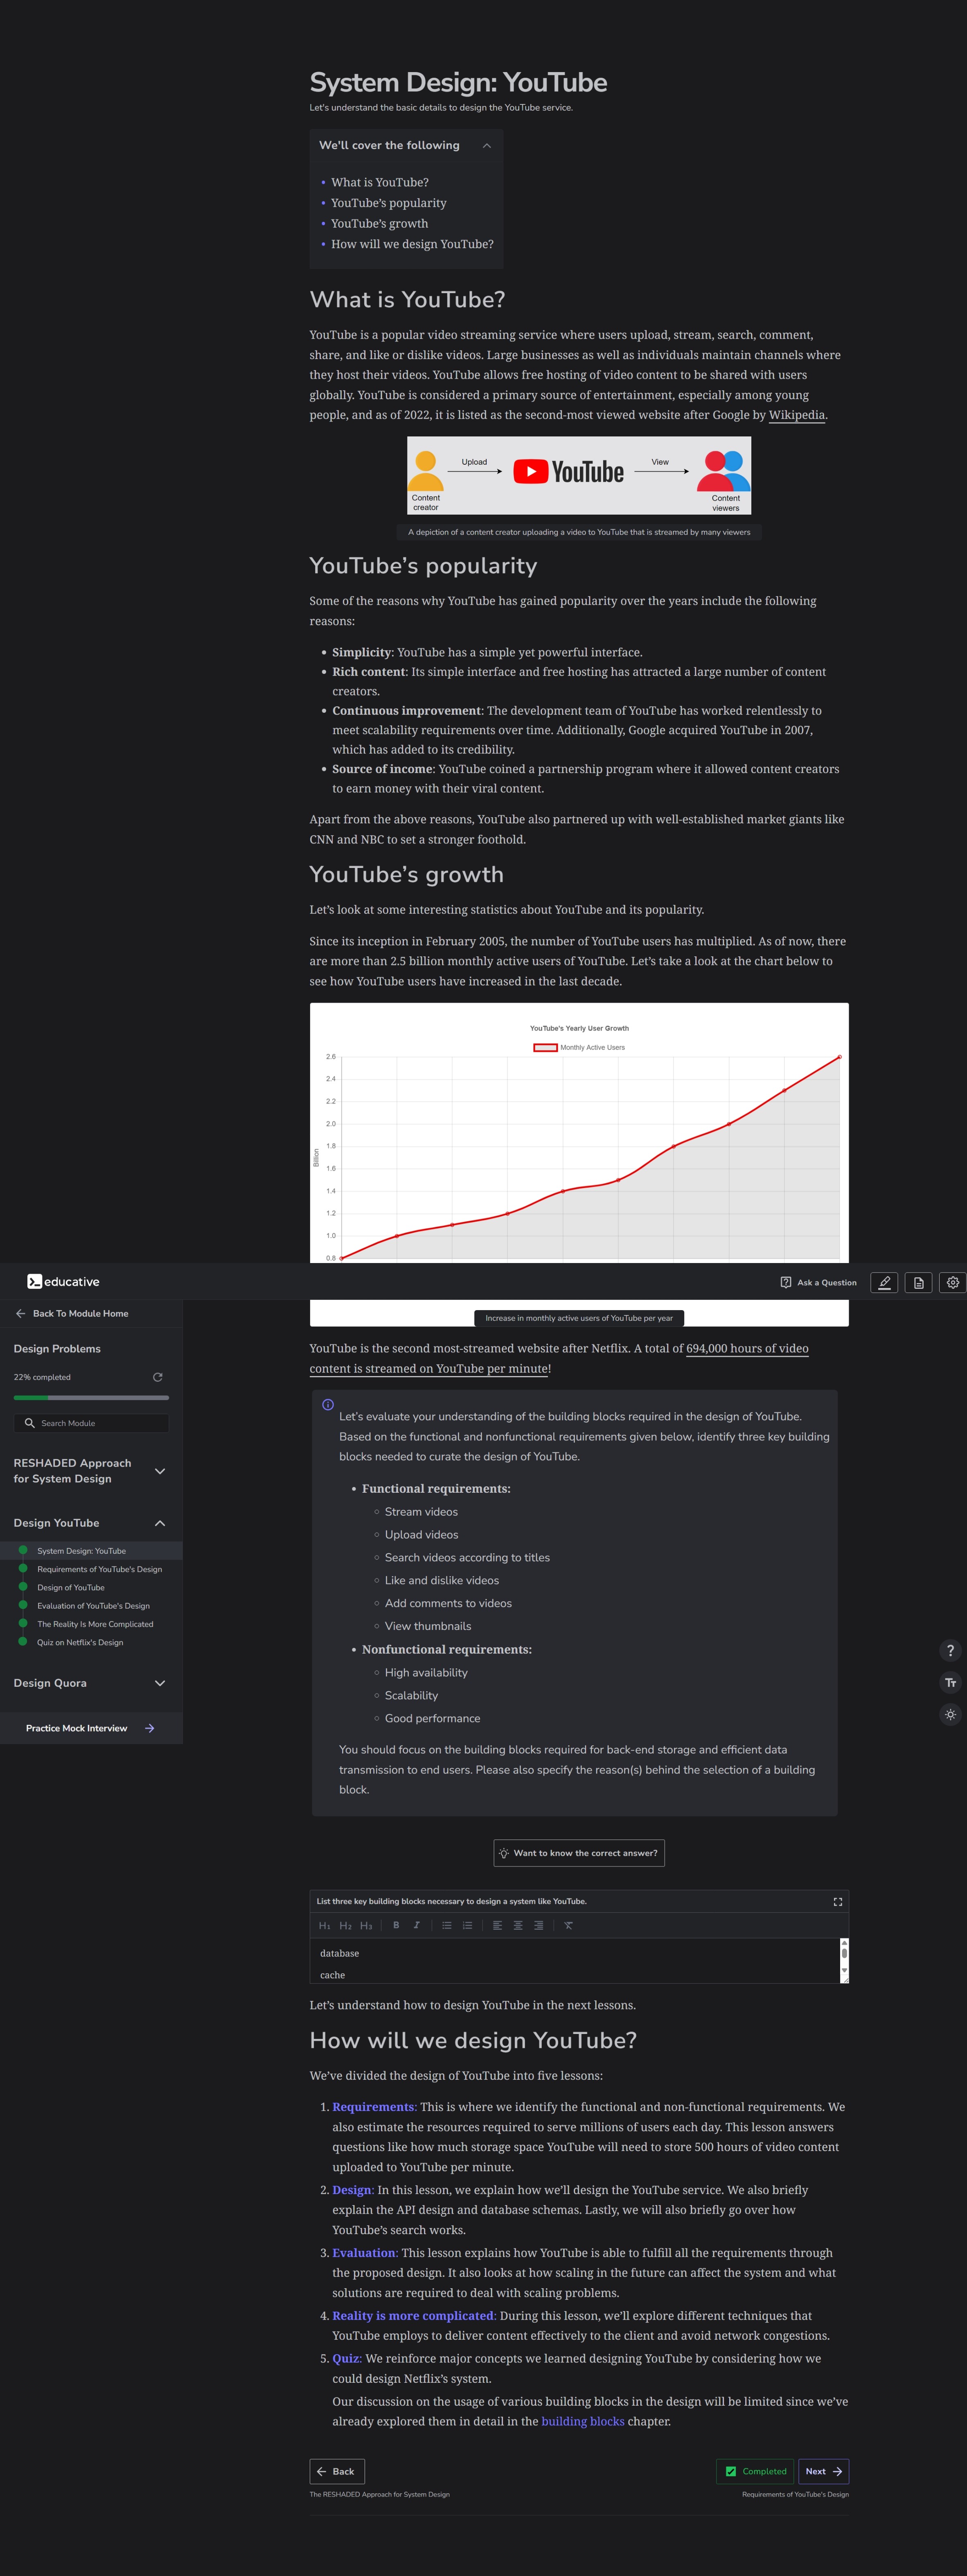 System Design: YouTube
Let's understand the basic details to design the YouTube service.
We'll cover the following
What is YouTube?
YouTube’s popularity
YouTube’s growth
How will we design YouTube?
What is YouTube?
YouTube is a popular video streaming service where users upload, stream, search, comment,
share, and like or dislike videos. Large businesses as well as individuals maintain channels where
they host their videos. YouTube allows free hosting of video content to be shared with users
globally. YouTube is considered a primary source of entertainment, especially among young
people, and as of 2022, it is listed as the second-most viewed website after Google by Wikipedia.
Upload
YouTube
View
Content
creator
Content
viewers
A depiction of a content creator uploading a video to YouTube that is streamed by many viewers
YouTube’s popularity
Some of the reasons why YouTube has gained popularity over the years include the following
reasons:
• Simplicity: YouTube has a simple yet powerful interface.
• Rich content: Its simple interface and free hosting has attracted a large number of content
creators.
• Continuous improvement: The development team of YouTube has worked relentlessly to
meet scalability requirements over time. Additionally, Google acquired YouTube in 2007,
which has added to its credibility.
• Source of income: YouTube coined a partnership program where it allowed content creators
to earn money with their viral content.
Apart from the above reasons, YouTube also partnered up with well-established market giants like
CNN and NBC to set a stronger foothold.
YouTube’s growth
Let’s look at some interesting statistics about YouTube and its popularity.
Since its inception in February 2005, the number of YouTube users has multiplied. As of now, there
are more than 2.5 billion monthly active users of YouTube. Let’s take a look at the chart below to
see how YouTube users have increased in the last decade.
YouTube's Yearly User Growth
Monthly Active Users
2.6
2.4
2.2
2.0
1.8
Billion
1.6
1.4
1.2
1.0
0.8
educative
Ask a Question
Back To Module Home
Design Problems
22% completed
Search Module
RESHADED Approach
for System Design
Design YouTube
System Design: YouTube
Requirements of YouTube's Design
Design of YouTube
Evaluation of YouTube's Design
The Reality Is More Complicated
Quiz on Netflix's Design
Design Quora
Practice Mock Interview
Increase in monthly active users of YouTube per year
YouTube is the second most-streamed website after Netflix. A total of 694,000 hours of video
content is streamed on YouTube per minute!
Let’s evaluate your understanding of the building blocks required in the design of YouTube.
Based on the functional and nonfunctional requirements given below, identify three key building
blocks needed to curate the design of YouTube.
• Functional requirements:
Stream videos
Upload videos
Search videos according to titles
Like and dislike videos
Add comments to videos
View thumbnails
• Nonfunctional requirements:
High availability
Scalability
Good performance
You should focus on the building blocks required for back-end storage and efficient data
transmission to end users. Please also specify the reason(s) behind the selection of a building
block.
?
Tт
Want to know the correct answer?
List three key building blocks necessary to design a system like YouTube.
H1 H2 H3 B I
database
cache
Let’s understand how to design YouTube in the next lessons.
How will we design YouTube?
We’ve divided the design of YouTube into five lessons:
1. Requirements: This is where we identify the functional and non-functional requirements. We
also estimate the resources required to serve millions of users each day. This lesson answers
questions like how much storage space YouTube will need to store 500 hours of video content
uploaded to YouTube per minute.
2. Design: In this lesson, we explain how we’ll design the YouTube service. We also briefly
explain the API design and database schemas. Lastly, we will also briefly go over how
YouTube’s search works.
3. Evaluation: This lesson explains how YouTube is able to fulfill all the requirements through
the proposed design. It also looks at how scaling in the future can affect the system and what
solutions are required to deal with scaling problems.
4. Reality is more complicated: During this lesson, we’ll explore different techniques that
YouTube employs to deliver content effectively to the client and avoid network congestions.
5. Quiz: We reinforce major concepts we learned designing YouTube by considering how we
could design Netflix’s system.
Our discussion on the usage of various building blocks in the design will be limited since we’ve
already explored them in detail in the building blocks chapter.
Back
Completed
Next
The RESHADED Approach for System Design
Requirements of YouTube's Design